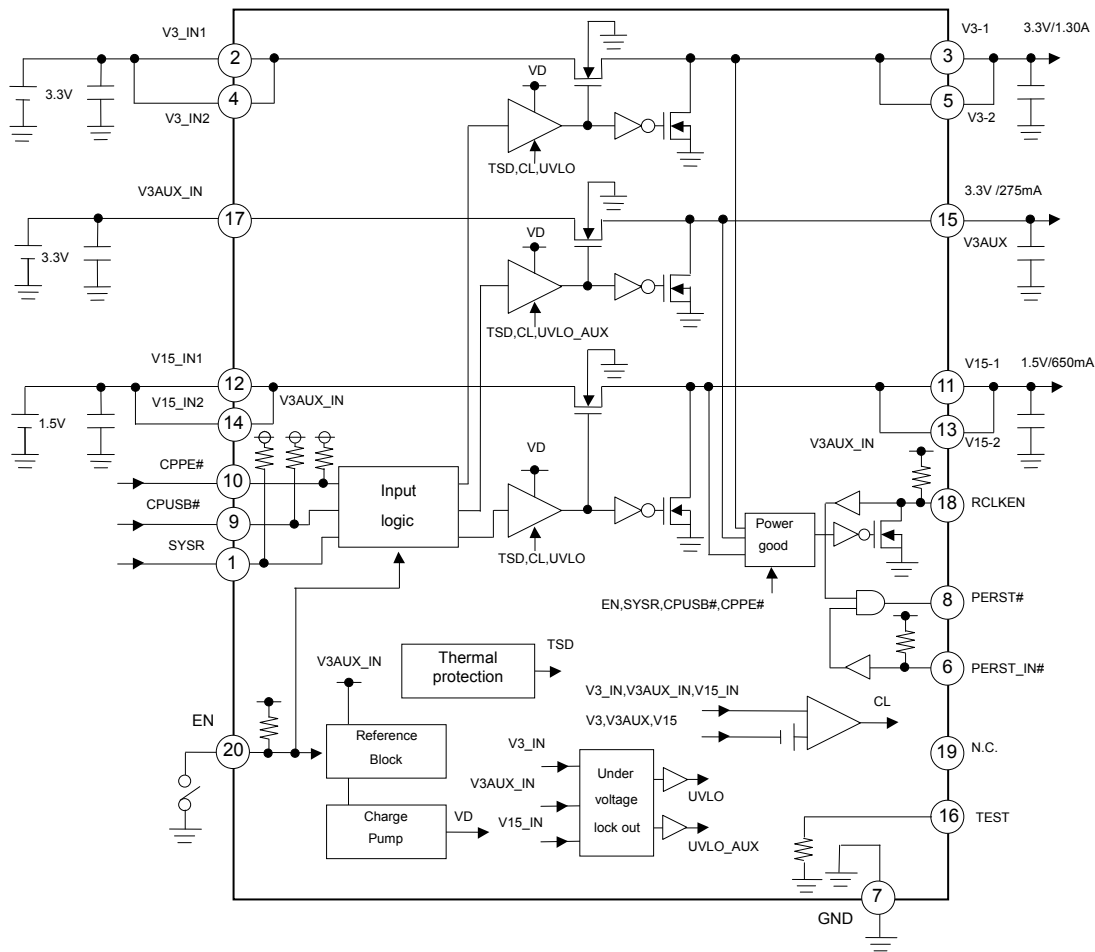 V3_IN1
V3-1
3.3V/1.30A
2
3
VD
3.3V
4
5
V3_IN2
V3-2
TSD,CL,UVLO
V3AUX_IN
3.3V /275mA
17
15
VD
V3AUX
3.3V
TSD,CL,UVLO_AUX
V15_IN1
V15-1
1.5V/650mA
12
11
V15_IN2
V3AUX_IN
1.5V
14
13
V15-2
V3AUX_IN
VD
CPPE#
10
Input
logic
18
RCLKEN
CPUSB#
9
Power
good
SYSR
1
TSD,CL,UVLO
EN,SYSR,CPUSB#,CPPE#
8
PERST#
Thermal
protection
TSD
V3AUX_IN
6
PERST_IN#
V3_IN,V3AUX_IN,V15_IN
CL
V3,V3AUX,V15
EN
20
Reference
Block
V3_IN
19
N.C.
Under
voltage
lock out
UVLO
V3AUX_IN
Charge
Pump
VD
V15_IN
UVLO_AUX
16
TEST
7
GND